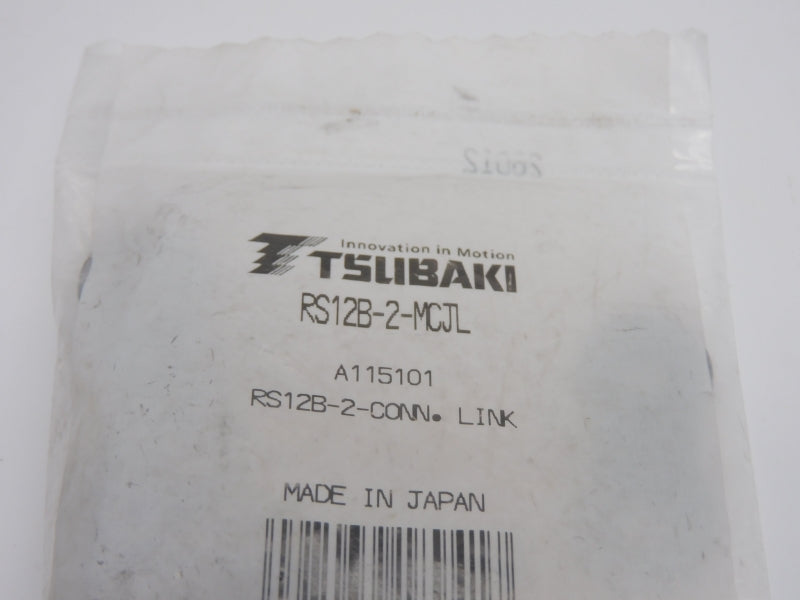 Innovation in Motion
TSUBAKI
RS12B-2-MCJL
A115101
RS12B-2-CONN. LINK
MADE IN JAPAN